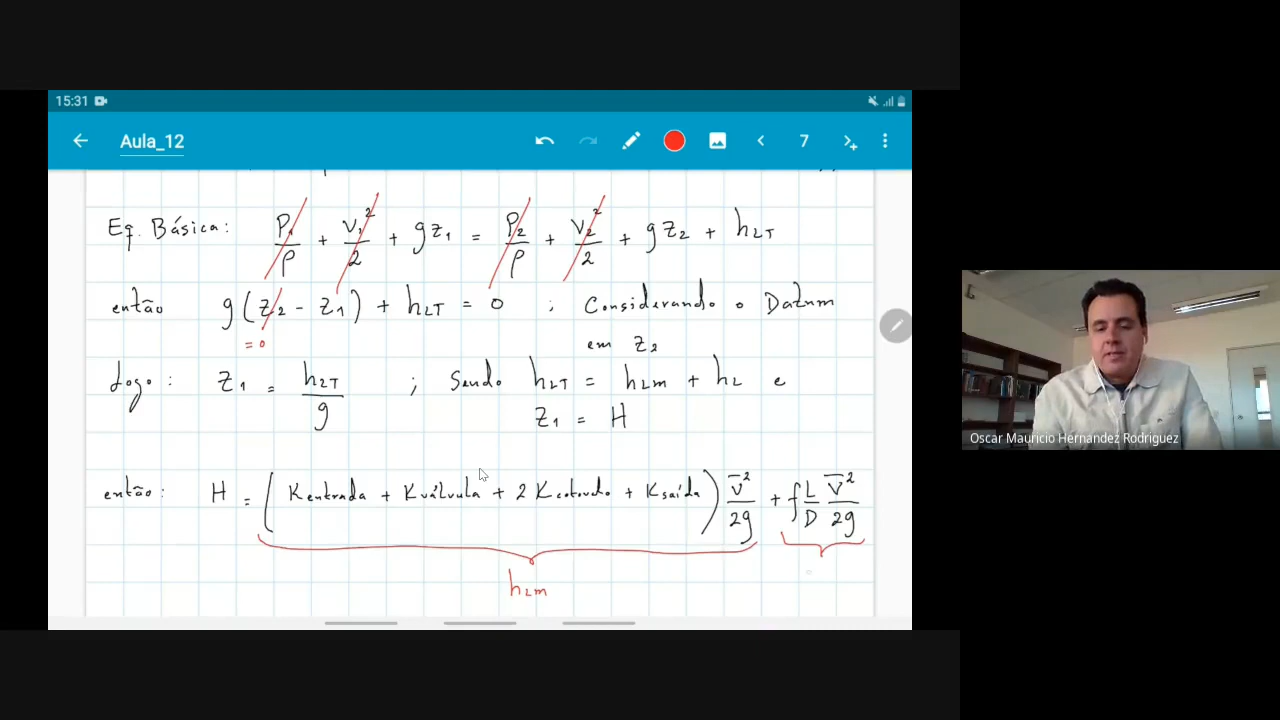 15:31
Aula_12
7
Eq. Básica: P1/ρ + V1²/2 + gz1 = P2/ρ + V2²/2 + gz2 + hLT
então g(z2 - z1) + hLT = 0 ; Considerando o Datum
= 0 em z2
Logo: z1 = hLT/g ; Sendo hLT = hLm + hL e
z1 = H
então: H = (Kentrada + Kválvula + 2 Kcotovelo + Ksaída) V̄²/2g + f L/D V̄²/2g
hLm
Oscar Mauricio Hernandez Rodriguez